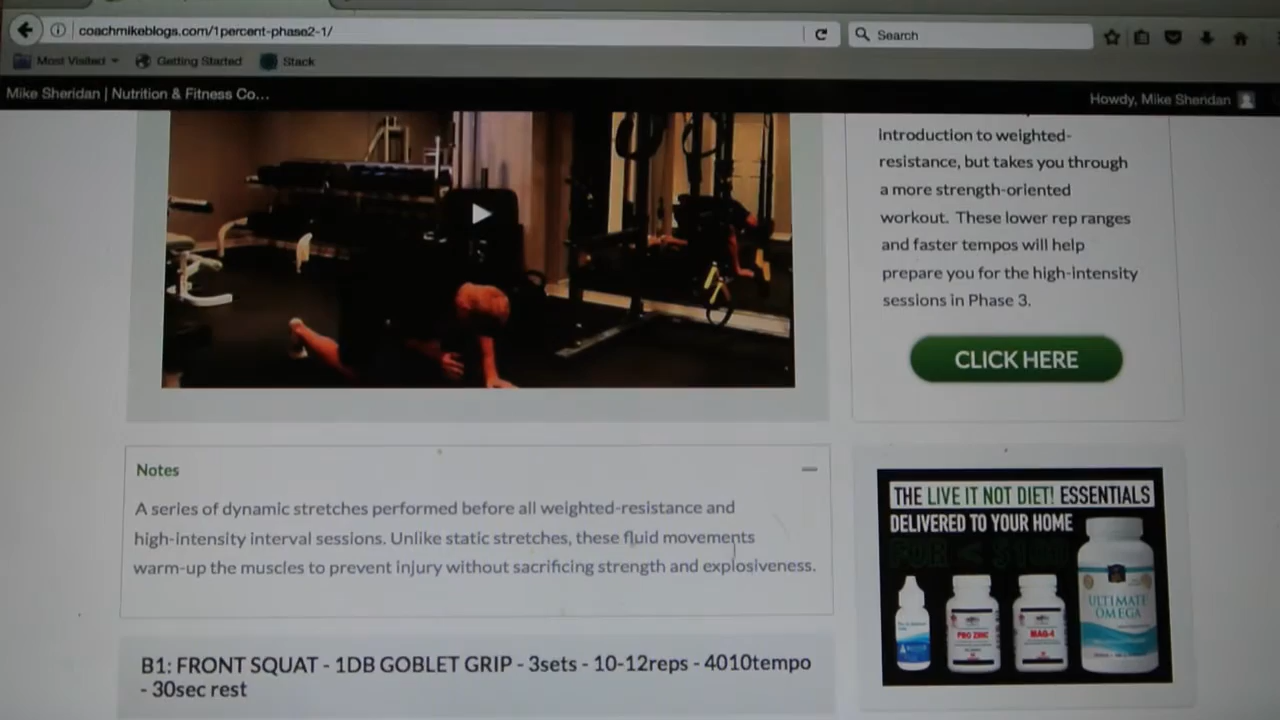 coachmikeblogs.com/1percent-phase2-1/
Search
Most Visited
Getting Started
Stack
Mike Sheridan | Nutrition & Fitness Co...
Howdy, Mike Sheridan
introduction to weighted-
resistance, but takes you through
a more strength-oriented
workout. These lower rep ranges
and faster tempos will help
prepare you for the high-intensity
sessions in Phase 3.
CLICK HERE
Notes
A series of dynamic stretches performed before all weighted-resistance and
high-intensity interval sessions. Unlike static stretches, these fluid movements
warm-up the muscles to prevent injury without sacrificing strength and explosiveness.
B1: FRONT SQUAT - 1DB GOBLET GRIP - 3sets - 10-12reps - 4010tempo
- 30sec rest
THE LIVE IT NOT DIET! ESSENTIALS
DELIVERED TO YOUR HOME
PRO ZINC
MAG-4
ULTIMATE
OMEGA